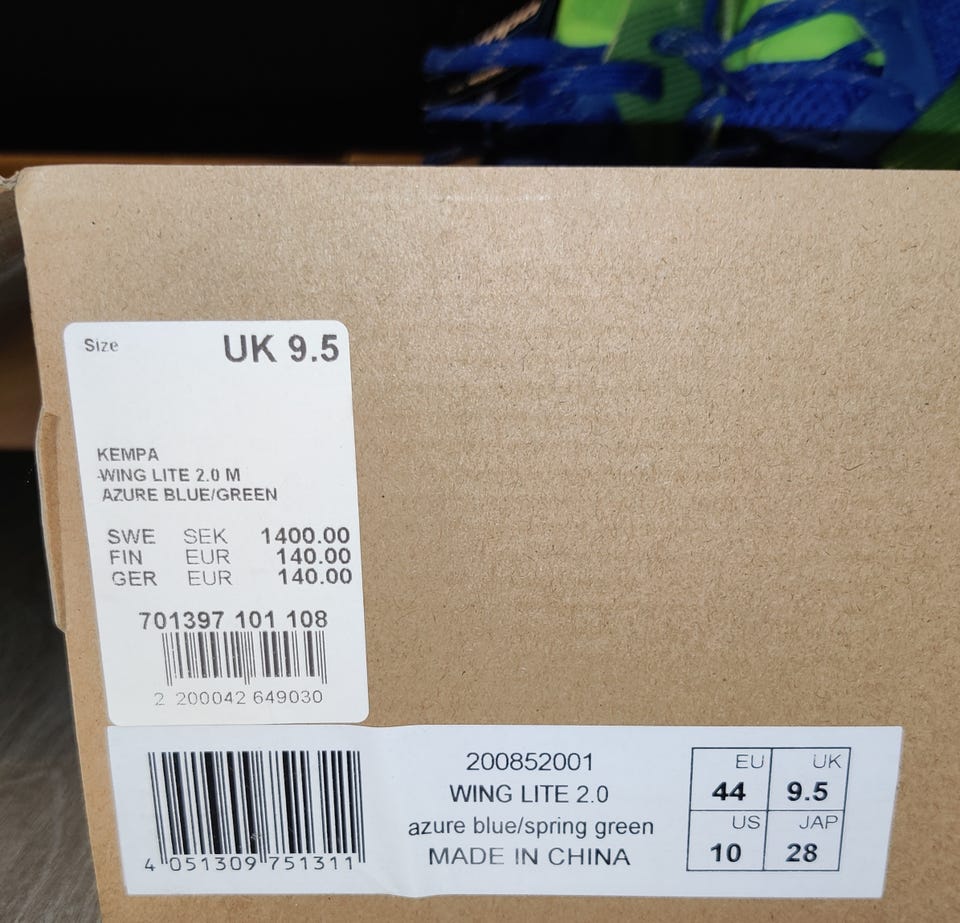 Size UK 9.5
KEMPA
WING LITE 2.0 M
AZURE BLUE/GREEN
SWE SEK 1400.00
FIN EUR 140.00
GER EUR 140.00
701397 101 108
2 200042 649030
4 051309 751311
200852001
WING LITE 2.0
azure blue/spring green
MADE IN CHINA
EU UK
44 9.5
US JAP
10 28